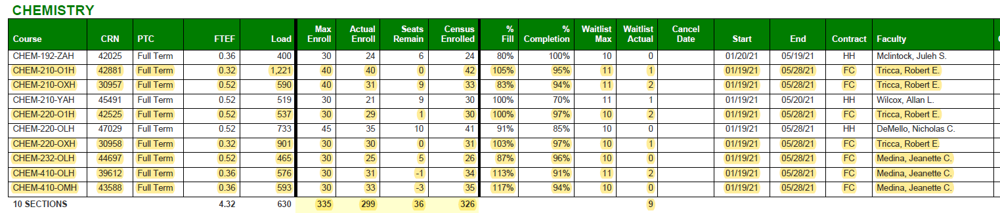 CHEMISTRY
Course CRN PTC FTEF Load Max Enroll Actual Enroll Seats Remain Census Enrolled % Fill % Completion Waitlist Max Waitlist Actual Cancel Date Start End Contract Faculty
CHEM-192-ZAH 42025 Full Term 0.36 400 30 24 6 24 80% 100% 10 0 01/20/21 05/19/21 HH Mclintock, Juleh S.
CHEM-210-O1H 42881 Full Term 0.32 1,221 40 40 0 42 105% 95% 11 1 01/19/21 05/28/21 FC Tricca, Robert E.
CHEM-210-OXH 30957 Full Term 0.52 590 40 31 9 33 83% 94% 11 2 01/19/21 05/28/21 FC Tricca, Robert E.
CHEM-210-YAH 45491 Full Term 0.52 519 30 21 9 30 100% 70% 11 1 01/19/21 05/20/21 HH Wilcox, Allan L.
CHEM-220-O1H 42525 Full Term 0.52 537 30 29 1 30 100% 97% 10 2 01/19/21 05/28/21 FC Tricca, Robert E.
CHEM-220-OLH 47029 Full Term 0.52 733 45 35 10 41 91% 85% 10 0 01/19/21 05/28/21 HH DeMello, Nicholas C.
CHEM-220-OXH 30958 Full Term 0.32 901 30 30 0 31 103% 97% 10 1 01/19/21 05/28/21 FC Tricca, Robert E.
CHEM-232-OLH 44697 Full Term 0.52 465 30 25 5 26 87% 96% 10 0 01/19/21 05/28/21 FC Medina, Jeanette C.
CHEM-410-OLH 39612 Full Term 0.36 576 30 31 -1 34 113% 91% 11 2 01/19/21 05/28/21 FC Medina, Jeanette C.
CHEM-410-OMH 43588 Full Term 0.36 593 30 33 -3 35 117% 94% 10 0 01/19/21 05/28/21 FC Medina, Jeanette C.
10 SECTIONS 4.32 630 335 299 36 326 9